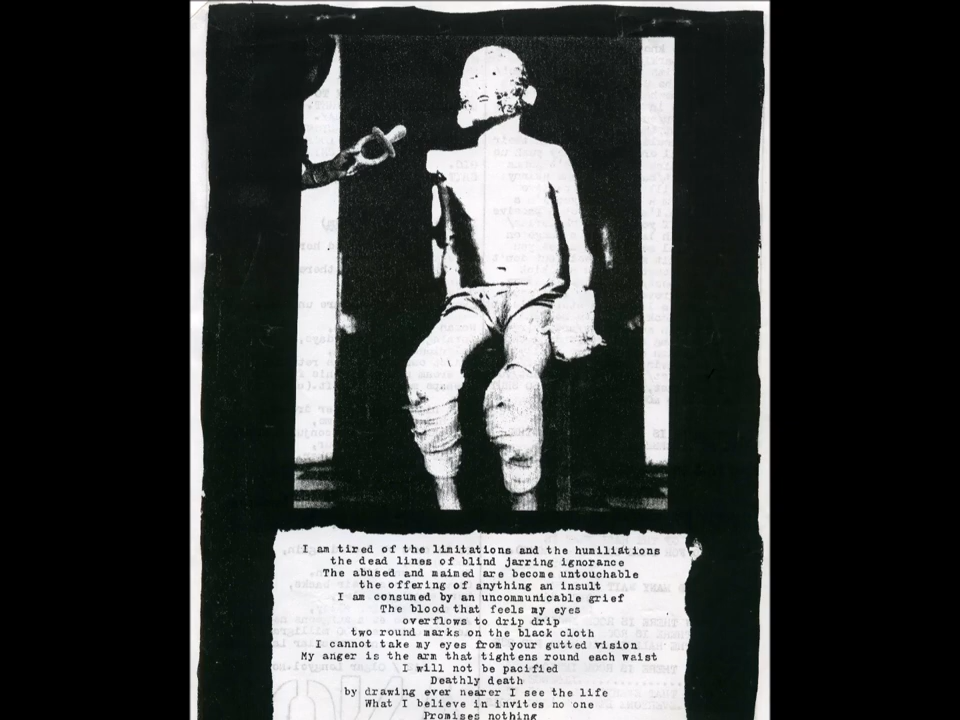 I am tired of the limitations and the humiliations
the dead lines of blind jarring ignorance
The abused and maimed are become untouchable
the offering of anything an insult
I am consumed by an uncommunicable grief
The blood that feels my eyes
overflows to drip drip
two round marks on the black cloth
I cannot take my eyes from your gutted vision
My anger is the arm that tightens round each waist
I will not be pacified
Deathly death
by drawing ever nearer I see the life
What I believe in invites no one
Promises nothing